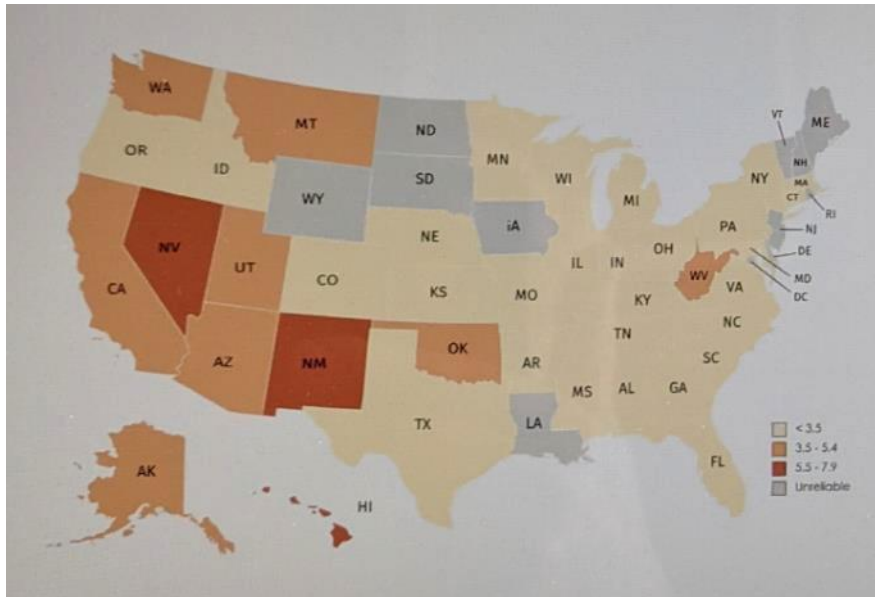 WA
MT
ND
MN
OR
ID
WY
SD
WI
MI
NY
VT
ME
NH
MA
CT
RI
NV
UT
CA
CO
NE
iA
KS
MO
IL
IN
OH
PA
NJ
DE
MD
DC
WV
VA
KY
NC
TN
SC
AZ
NM
OK
AR
MS
AL
GA
TX
LA
FL
AK
HI
< 3.5
3.5 - 5.4
5.5 - 7.9
Unreliable